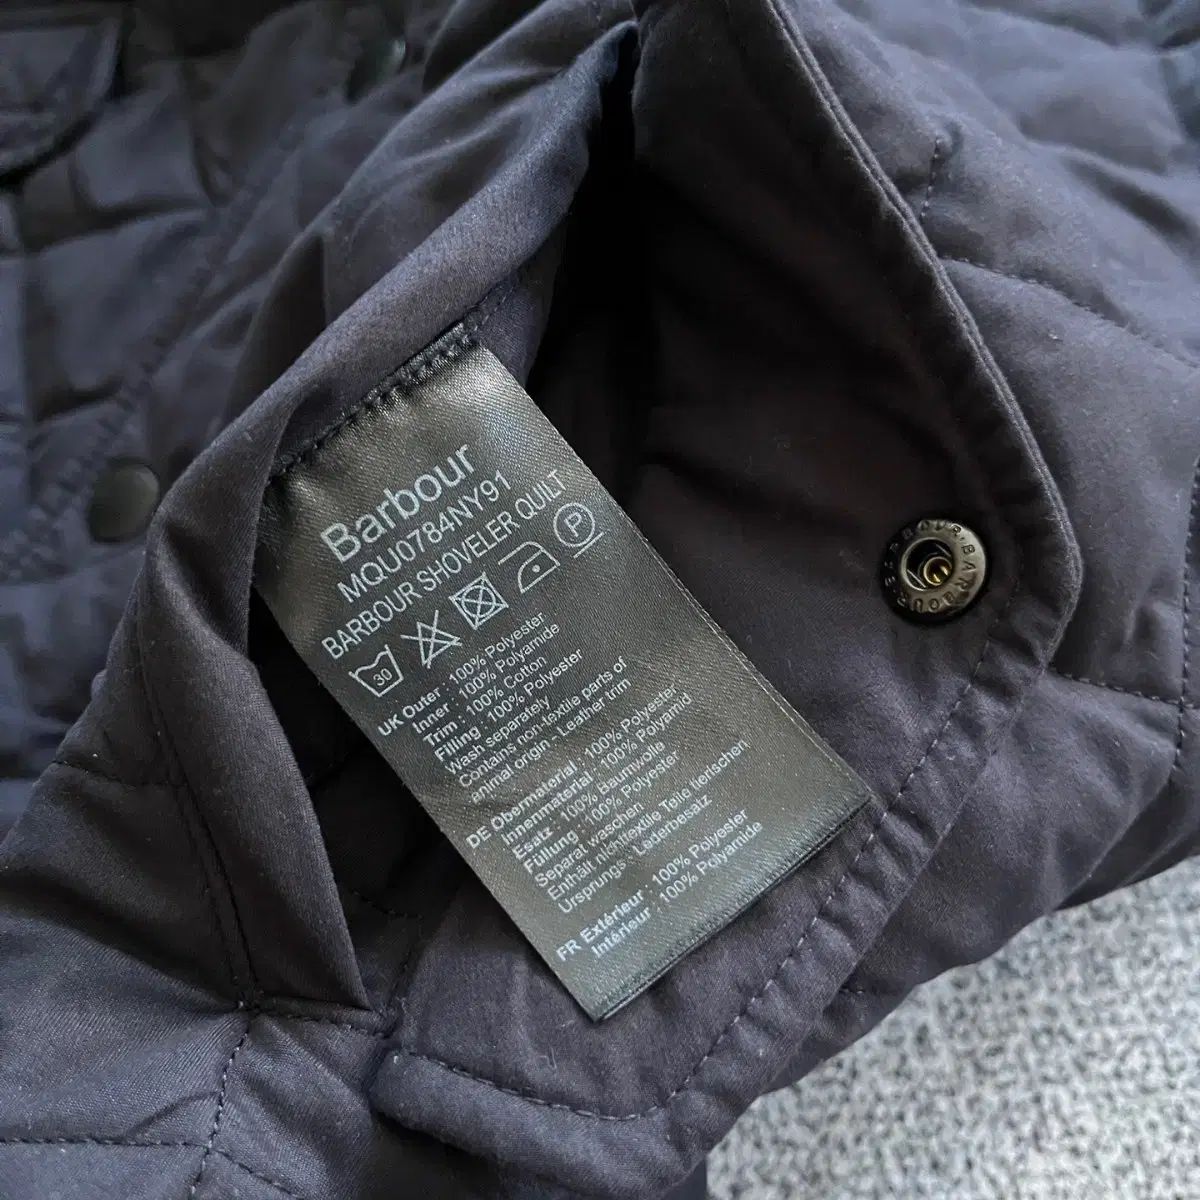 Barbour
MQU0784NY91
BARBOUR SHOVELER QUILT
30
P
UK Outer : 100% Polyester
Inner : 100% Polyamide
Trim : 100% Cotton
Filling : 100% Polyester
Wash separately
Contains non-textile parts of
animal origin - Leather trim
DE Obermaterial : 100% Polyester
Innenmaterial : 100% Polyamid
Esatz : 100% Baumwolle
Füllung : 100% Polyester
Separat waschen
Enthält nichttextile Teile tierischen
Ursprungs - Lederbesatz
FR Extérieur : 100% Polyester
Intérieur : 100% Polyamide
BARBOUR
BARBOUR